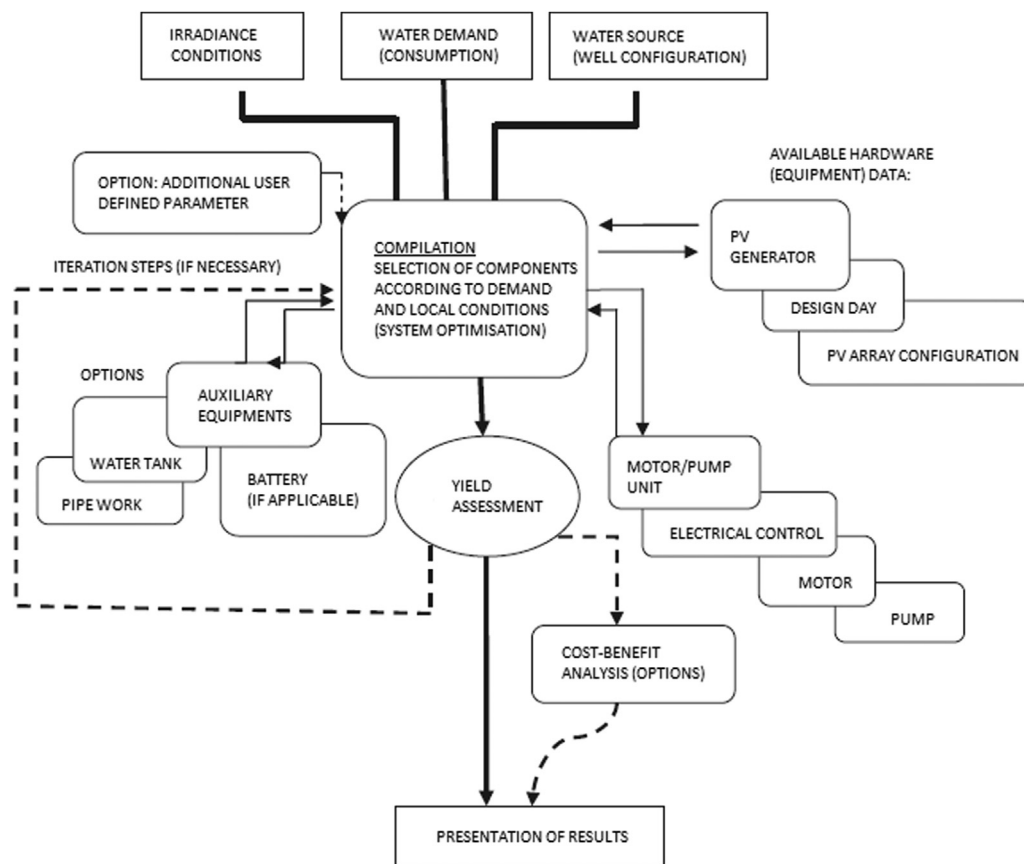 IRRADIANCE
CONDITIONS
WATER DEMAND
(CONSUMPTION)
WATER SOURCE
(WELL CONFIGURATION)
AVAILABLE HARDWARE
(EQUIPMENT) DATA:
OPTION: ADDITIONAL USER
DEFINED PARAMETER
COMPILATION
SELECTION OF COMPONENTS
ACCORDING TO DEMAND
AND LOCAL CONDITIONS
(SYSTEM OPTIMISATION)
PV
GENERATOR
DESIGN DAY
PV ARRAY CONFIGURATION
ITERATION STEPS (IF NECESSARY)
OPTIONS
AUXILIARY
EQUIPMENTS
WATER TANK
PIPE WORK
BATTERY
(IF APPLICABLE)
YIELD
ASSESSMENT
MOTOR/PUMP
UNIT
ELECTRICAL CONTROL
MOTOR
PUMP
COST-BENEFIT
ANALYSIS (OPTIONS)
PRESENTATION OF RESULTS